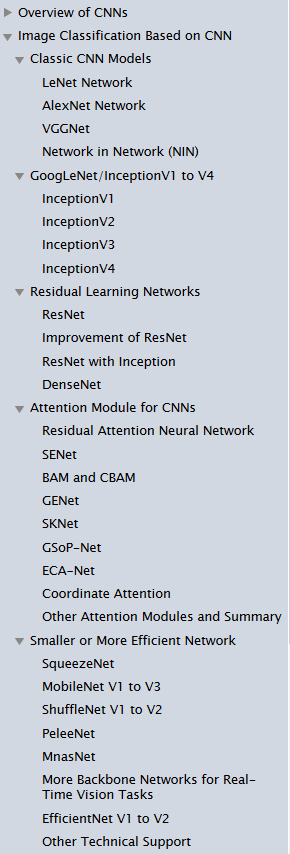 Overview of CNNs
Image Classification Based on CNN
Classic CNN Models
LeNet Network
AlexNet Network
VGGNet
Network in Network (NIN)
GoogLeNet/InceptionV1 to V4
InceptionV1
InceptionV2
InceptionV3
InceptionV4
Residual Learning Networks
ResNet
Improvement of ResNet
ResNet with Inception
DenseNet
Attention Module for CNNs
Residual Attention Neural Network
SENet
BAM and CBAM
GENet
SKNet
GSoP-Net
ECA-Net
Coordinate Attention
Other Attention Modules and Summary
Smaller or More Efficient Network
SqueezeNet
MobileNet V1 to V3
ShuffleNet V1 to V2
PeleeNet
MnasNet
More Backbone Networks for Real-
Time Vision Tasks
EfficientNet V1 to V2
Other Technical Support